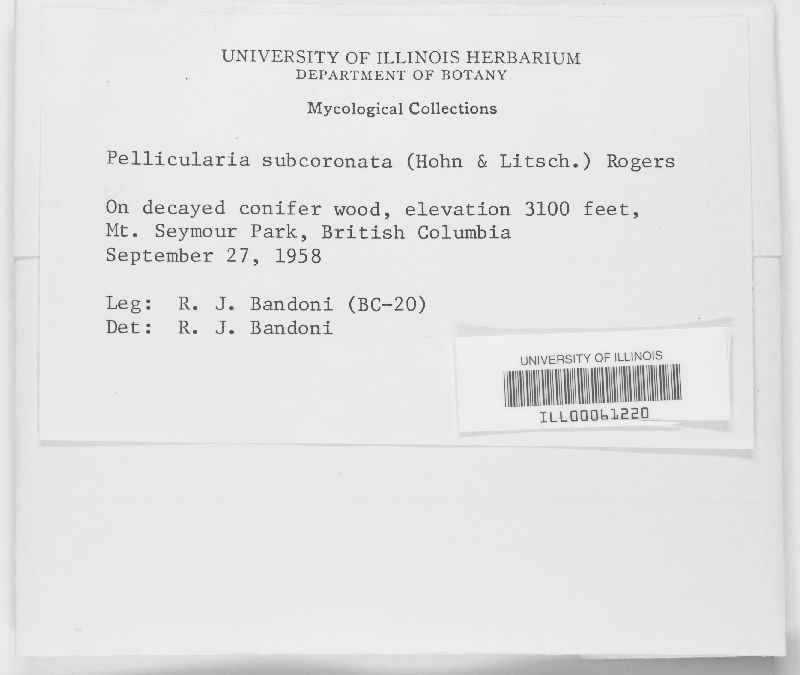 UNIVERSITY OF ILLINOIS HERBARIUM
DEPARTMENT OF BOTANY
Mycological Collections
Pellicularia subcoronata (Hohn & Litsch.) Rogers
On decayed conifer wood, elevation 3100 feet,
Mt. Seymour Park, British Columbia
September 27, 1958
Leg: R. J. Bandoni (BC-20)
Det: R. J. Bandoni
UNIVERSITY OF ILLINOIS
ILL00061220